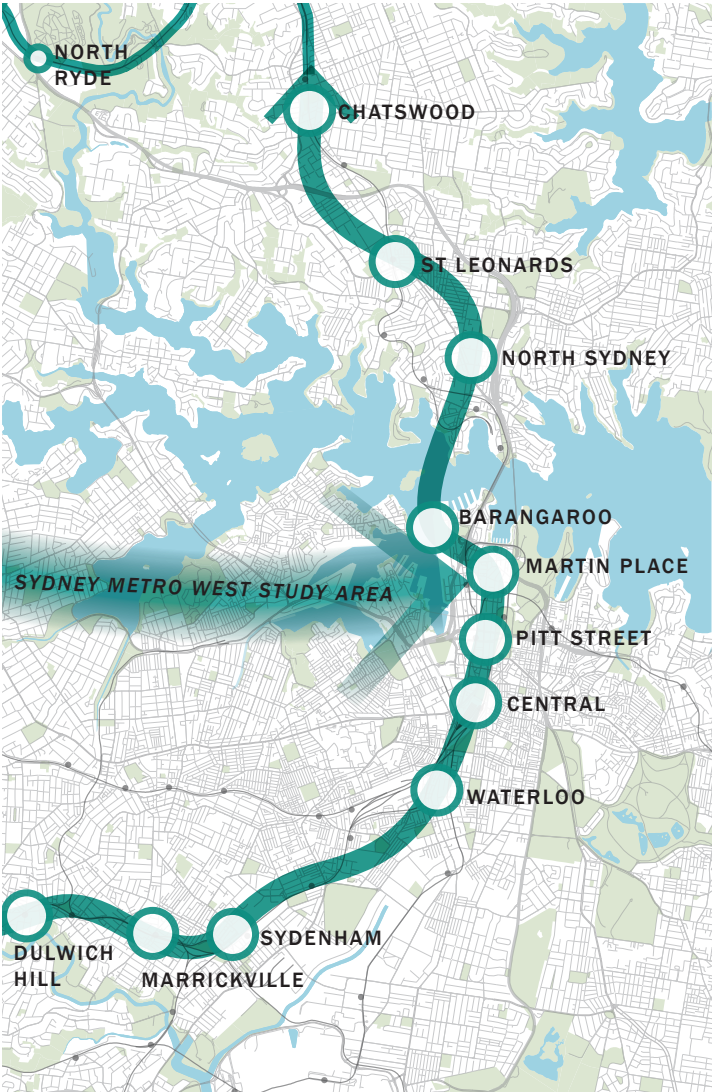 NORTH
RYDE
CHATSWOOD
ST LEONARDS
NORTH SYDNEY
BARANGAROO
MARTIN PLACE
SYDNEY METRO WEST STUDY AREA
PITT STREET
CENTRAL
WATERLOO
SYDENHAM
DULWICH
HILL
MARRICKVILLE